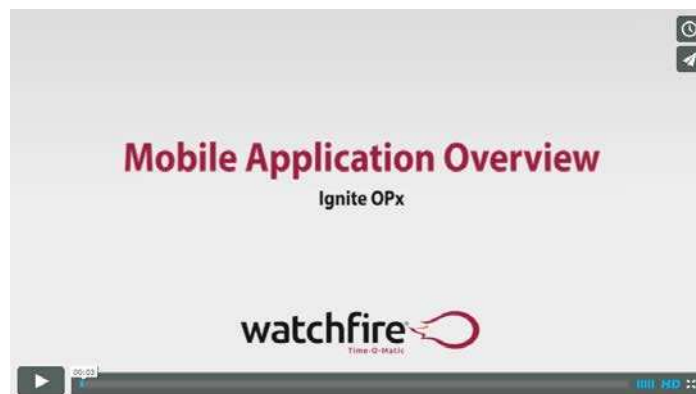 Mobile Application Overview
Ignite OPx
watchfire
Time-O-Matic
00:03
HD